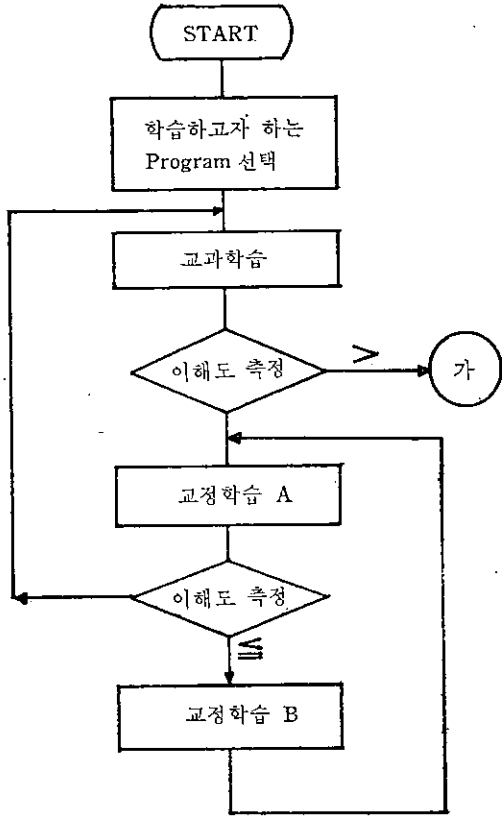 START
학습하고자 하는
Program 선택
교과학습
이해도 측정
>
가
교정학습 A
이해도 측정
≤
교정학습 B